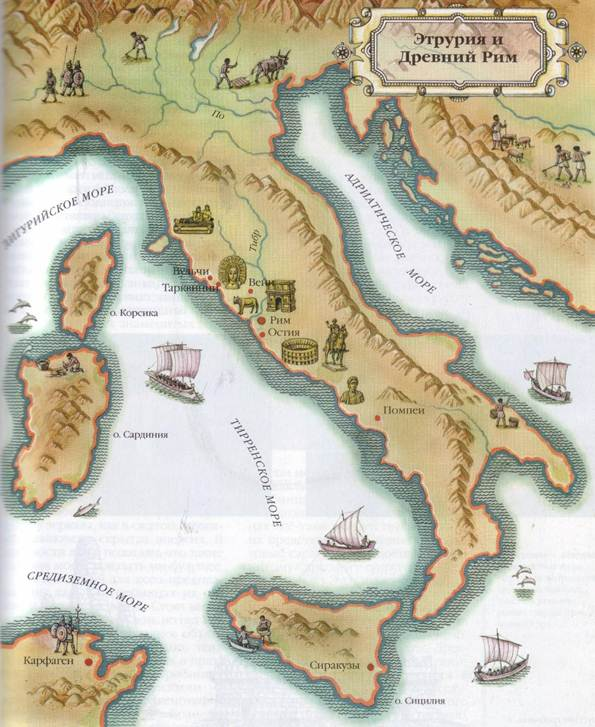 Этрурия и
Древний Рим
По
ЛИГУРИЙСКОЕ МОРЕ
АДРИАТИЧЕСКОЕ МОРЕ
Тибр
Вульчи
Тарквинии
Вейи
Рим
Остия
о. Корсика
о. Сардиния
Помпеи
ТИРРЕНСКОЕ МОРЕ
СРЕДИЗЕМНОЕ МОРЕ
Карфаген
Сиракузы
о. Сицилия